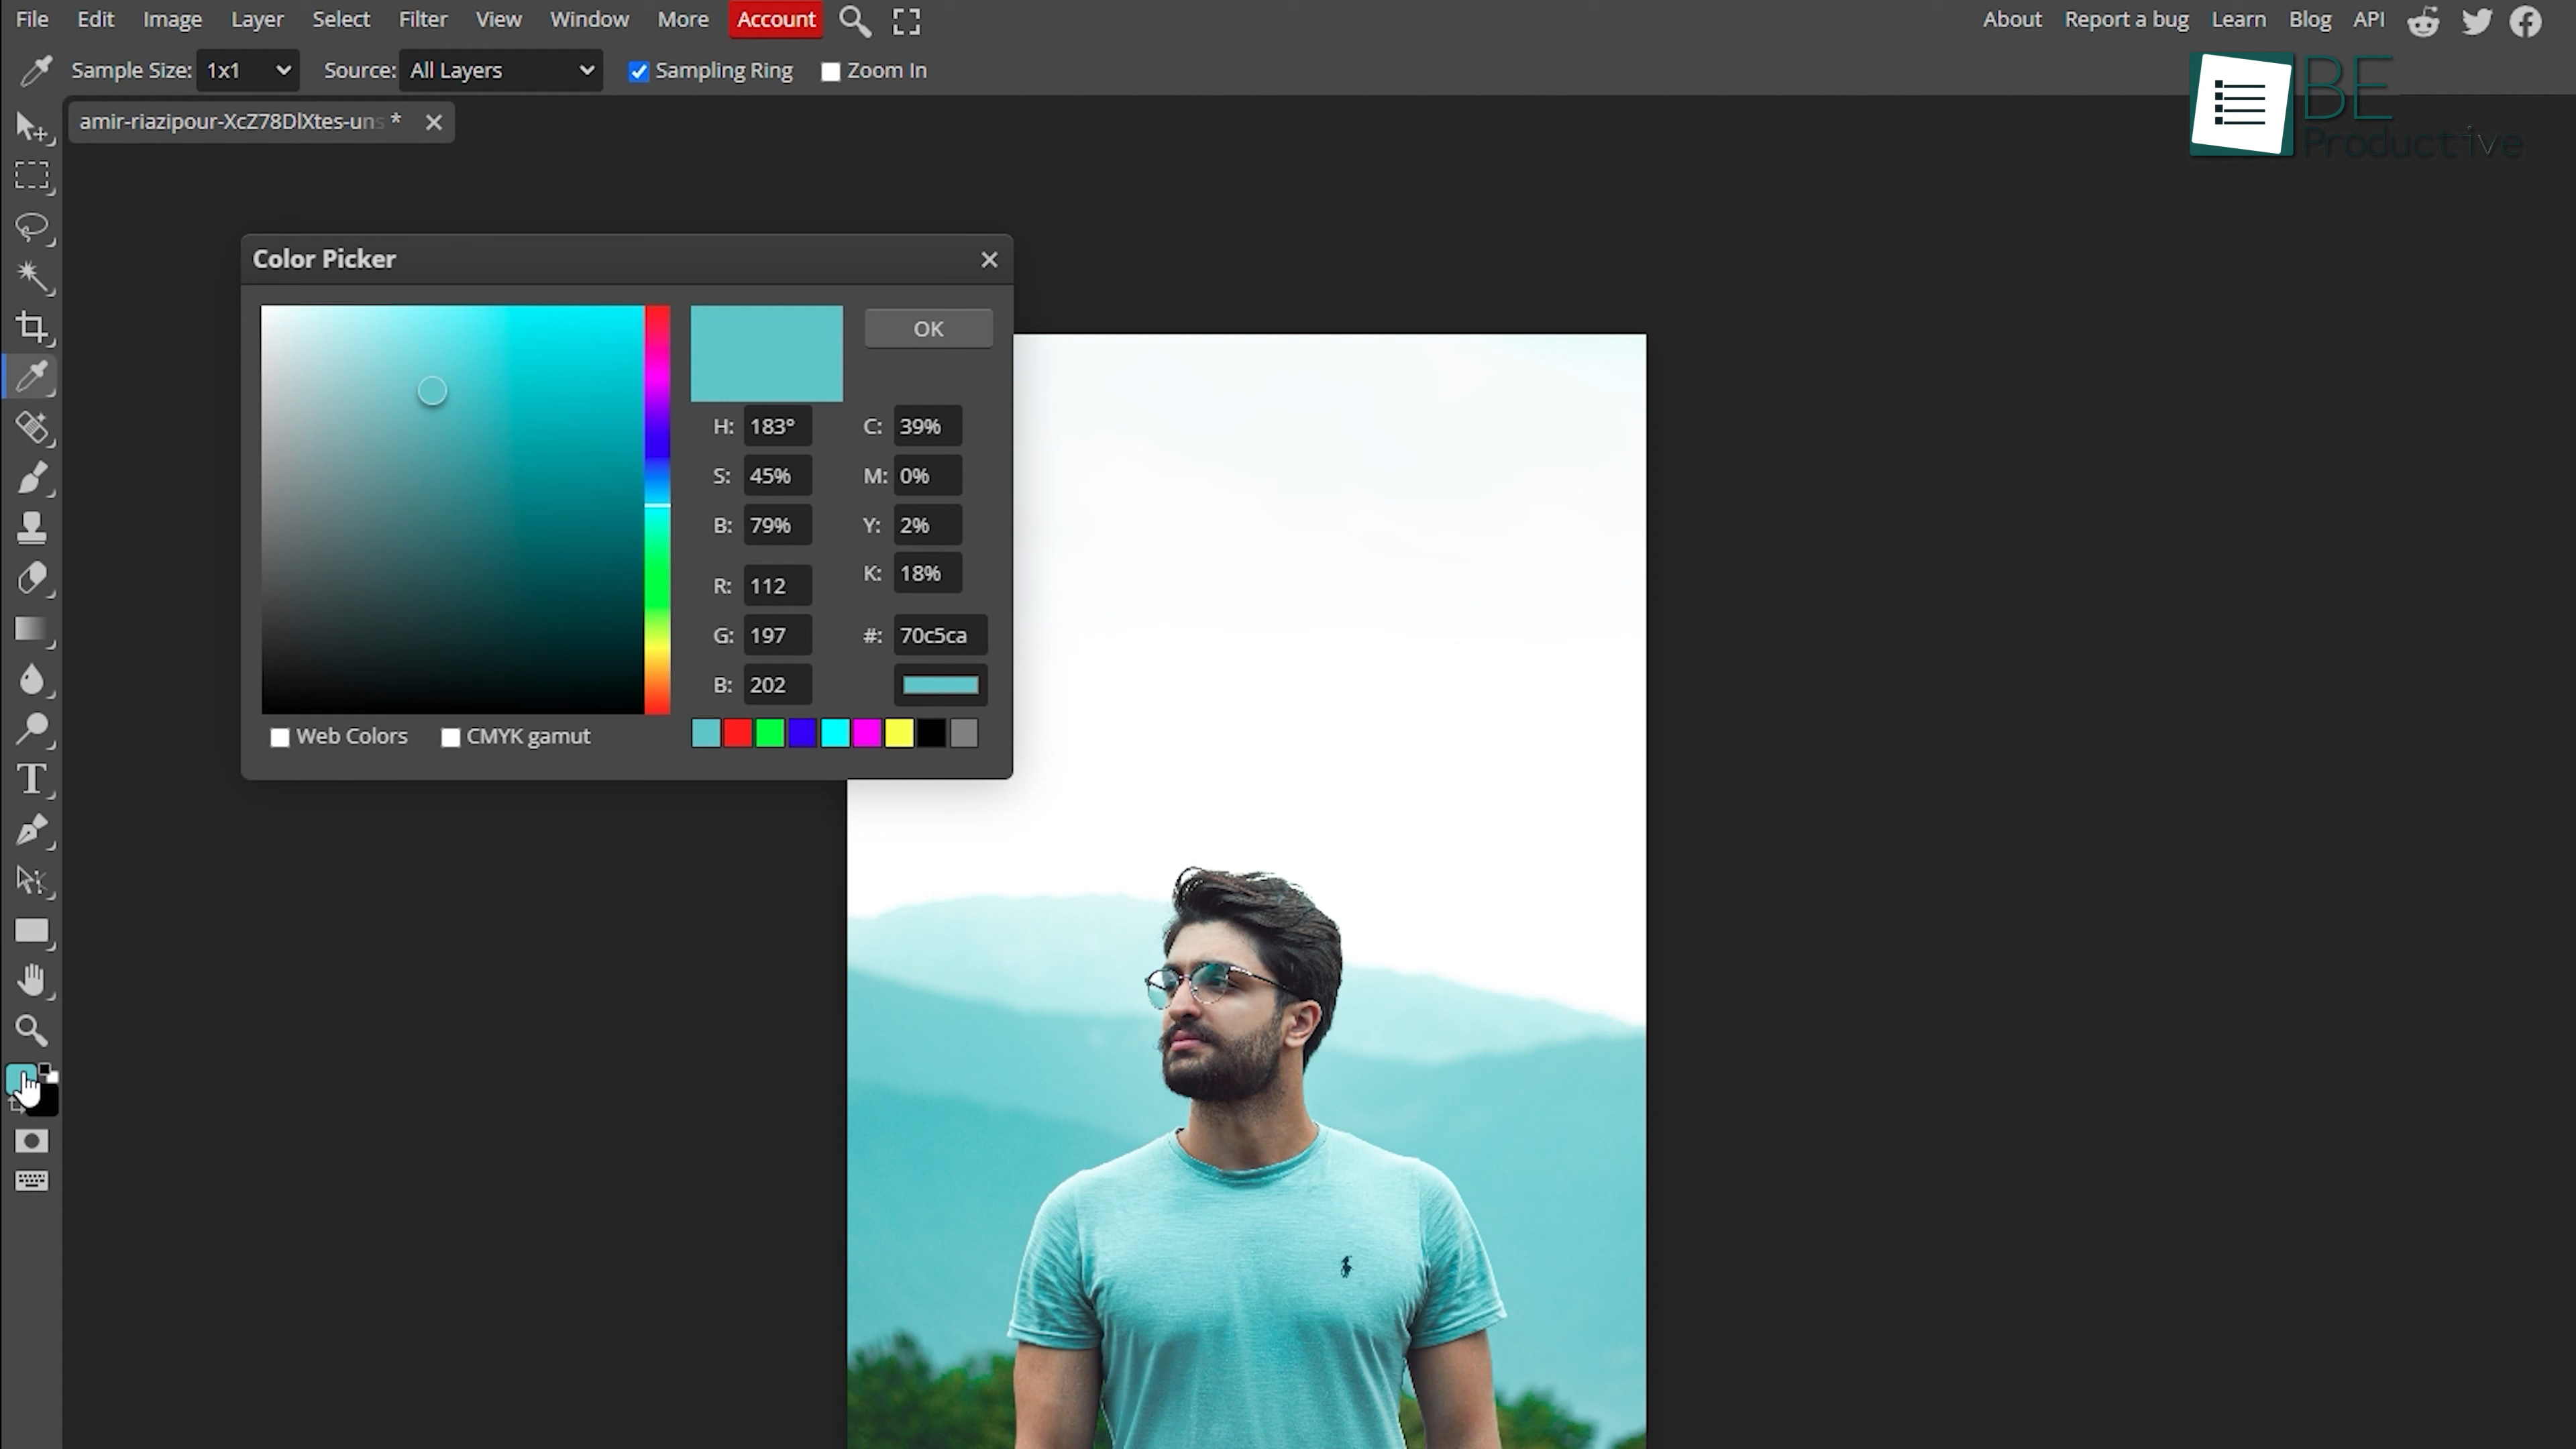 File Edit Image Layer Select Filter View Window More Account About Report a bug Learn Blog API
Sample Size: 1x1 Source: All Layers Sampling Ring Zoom In
BE
Productive
amir-riazipour-XcZ78DlXtes-uns *
Color Picker
OK
H: 183° C: 39%
S: 45% M: 0%
B: 79% Y: 2%
K: 18%
R: 112
G: 197 #: 70c5ca
B: 202
Web Colors CMYK gamut